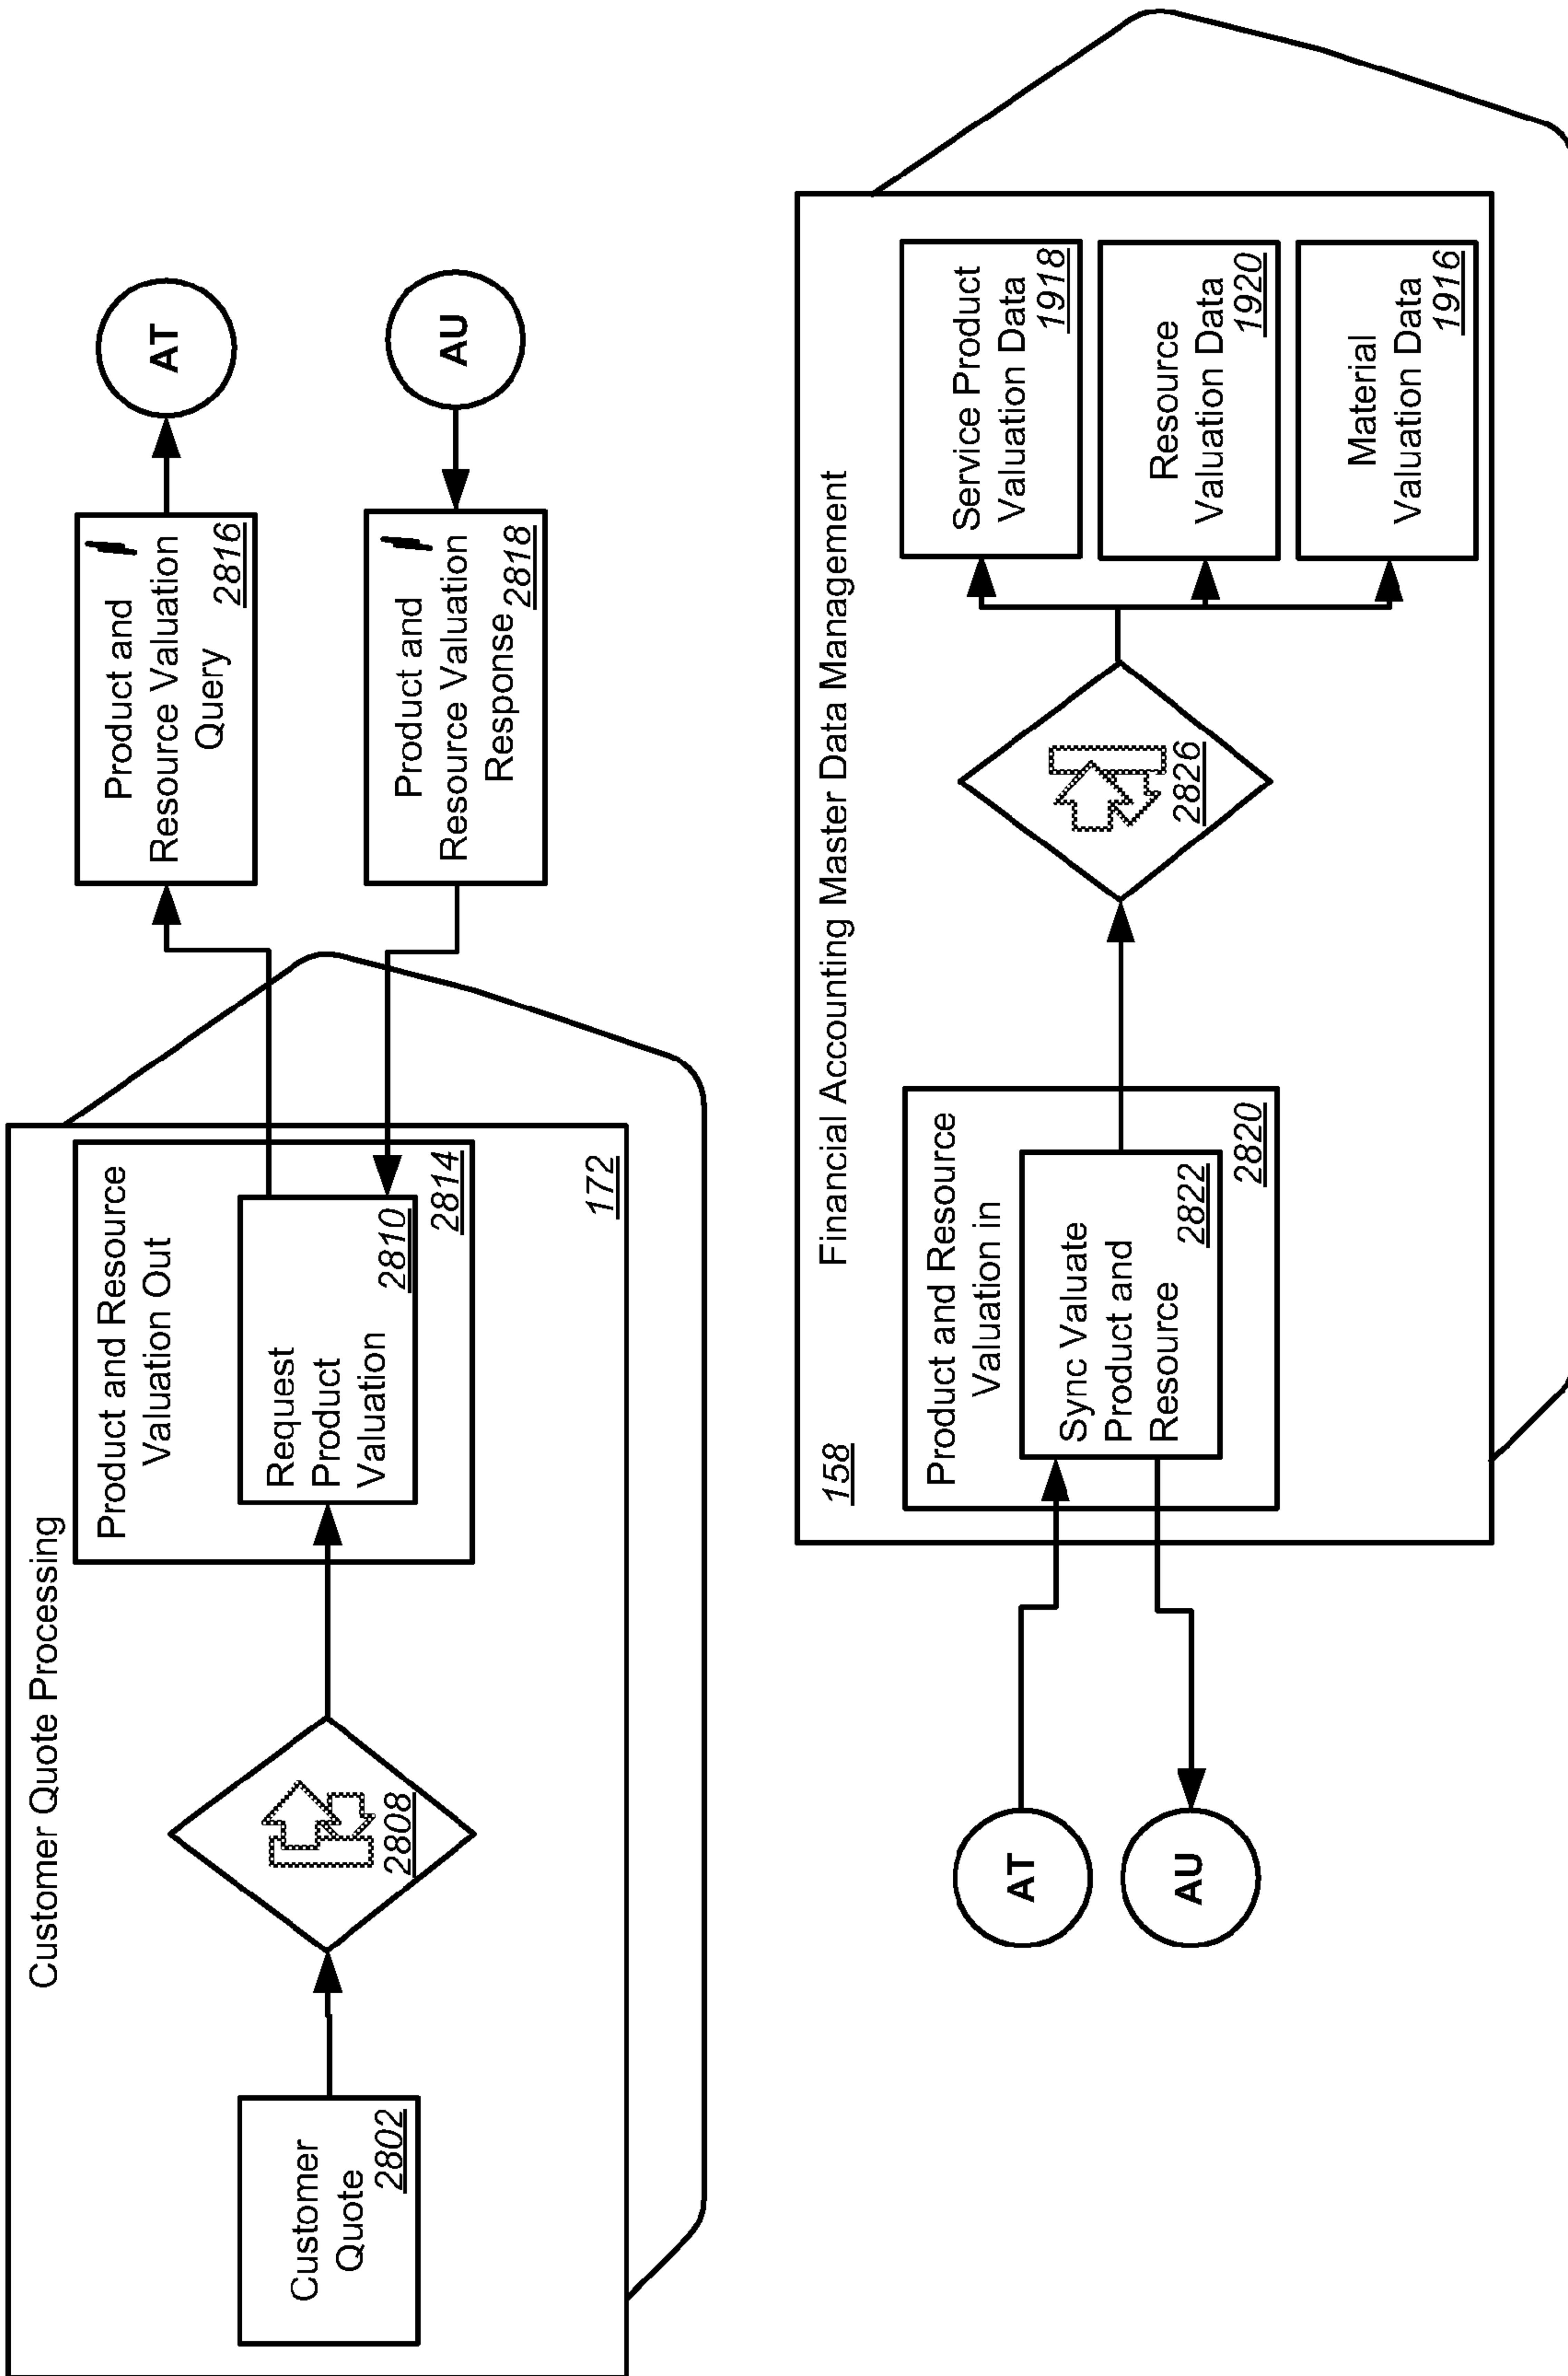 Customer Quote Processing
Customer
Quote
2802
2808
Product and Resource
Valuation Out
Request
Product
Valuation
2810
2814
172
Product and
Resource Valuation
Query
2816
AT
Product and
Resource Valuation
Response
2818
AU
158
Financial Accounting Master Data Management
AT
AU
Product and Resource
Valuation in
Sync Valuate
Product and
Resource
2822
2820
2826
Service Product
Valuation Data
1918
Resource
Valuation Data
1920
Material
Valuation Data
1916